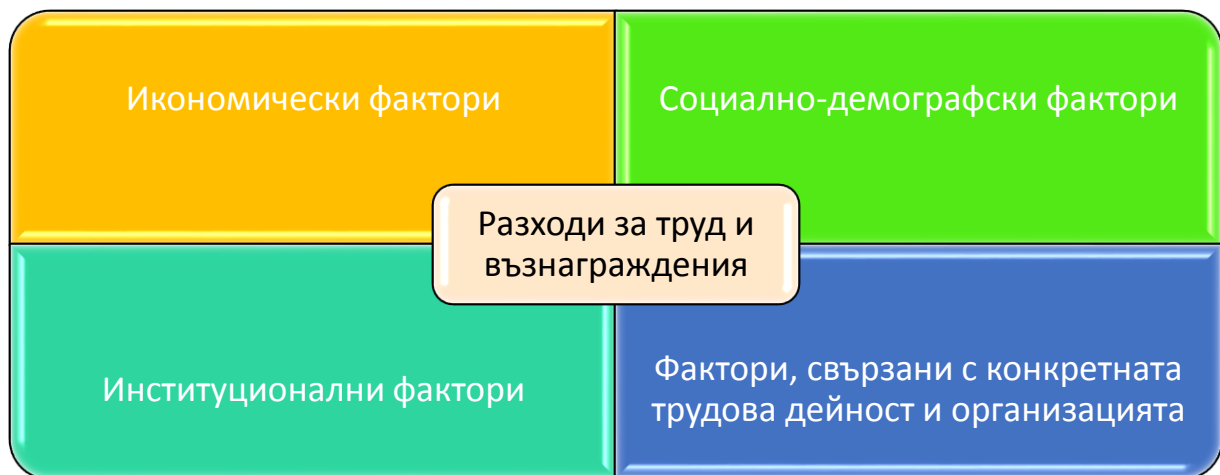 Икономически фактори
Социално-демографски фактори
Разходи за труд и
възнаграждения
Институционални фактори
Фактори, свързани с конкретната
трудова дейност и организацията